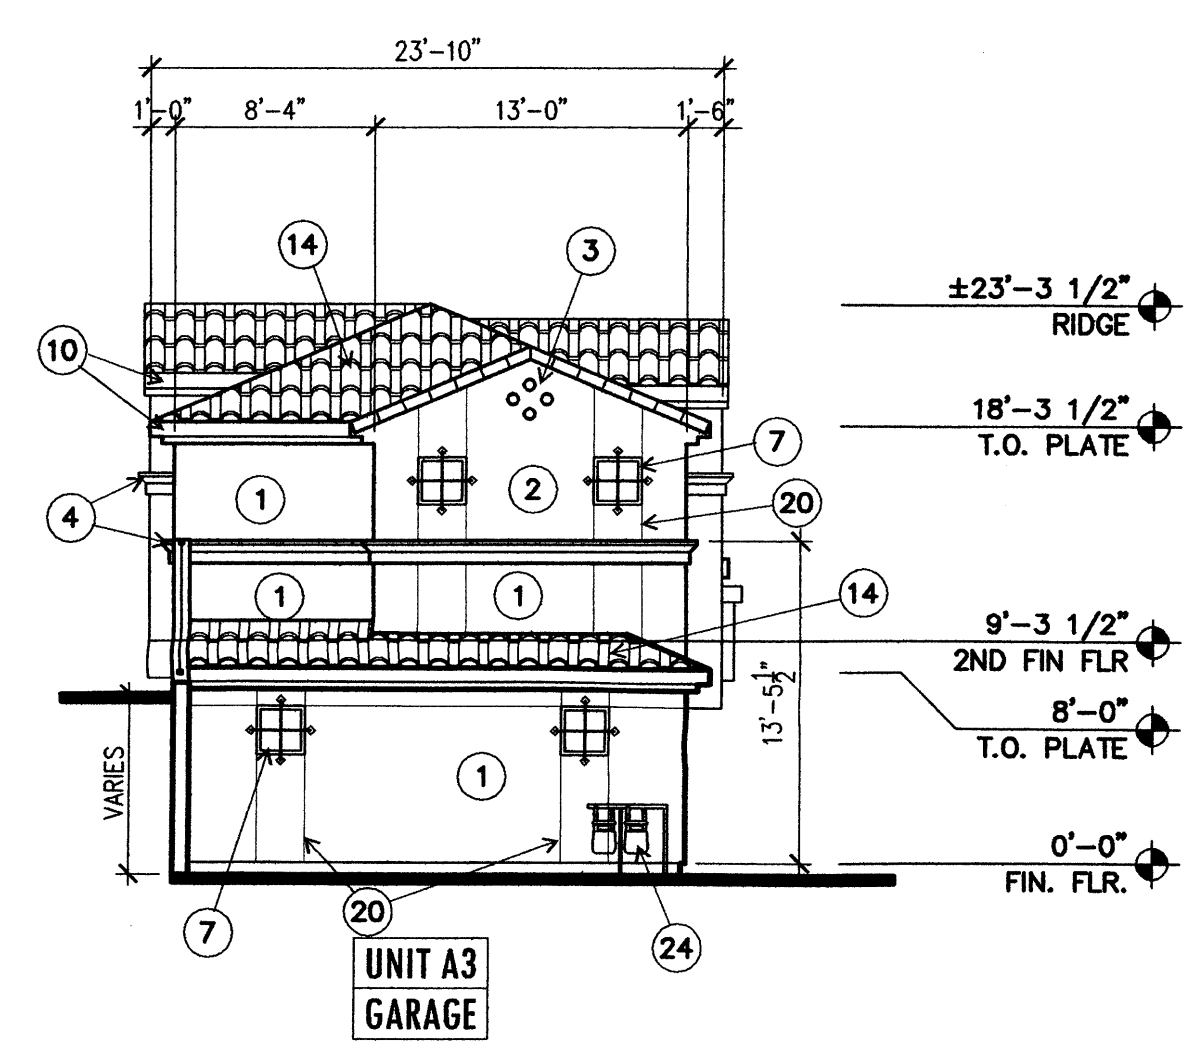 23'-10"
1'-0" 8'-4" 13'-0" 1'-6"
14
3
±23'-3 1/2"
RIDGE
10
18'-3 1/2"
T.O. PLATE
7
1
2
20
4
1
1
14
9'-3 1/2"
2ND FIN FLR
13'-5 1/2"
8'-0"
T.O. PLATE
VARIES
1
0'-0"
FIN. FLR.
7
20
24
UNIT A3
GARAGE